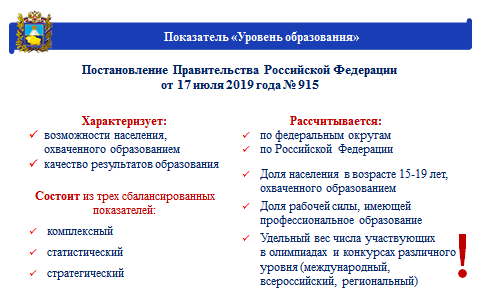 Показатель «Уровень образования»
Постановление Правительства Российской Федерации
от 17 июля 2019 года № 915
Характеризует:
возможности населения,
охваченного образованием
качество результатов образования
Состоит из трех сбалансированных
показателей:
комплексный
статистический
стратегический
Рассчитывается:
по федеральным округам
по Российской Федерации
Доля населения в возрасте 15-19 лет,
охваченного образованием
Доля рабочей силы, имеющей
профессиональное образование
Удельный вес числа участвующих
в олимпиадах и конкурсах различного
уровня (международный,
всероссийский, региональный)
!